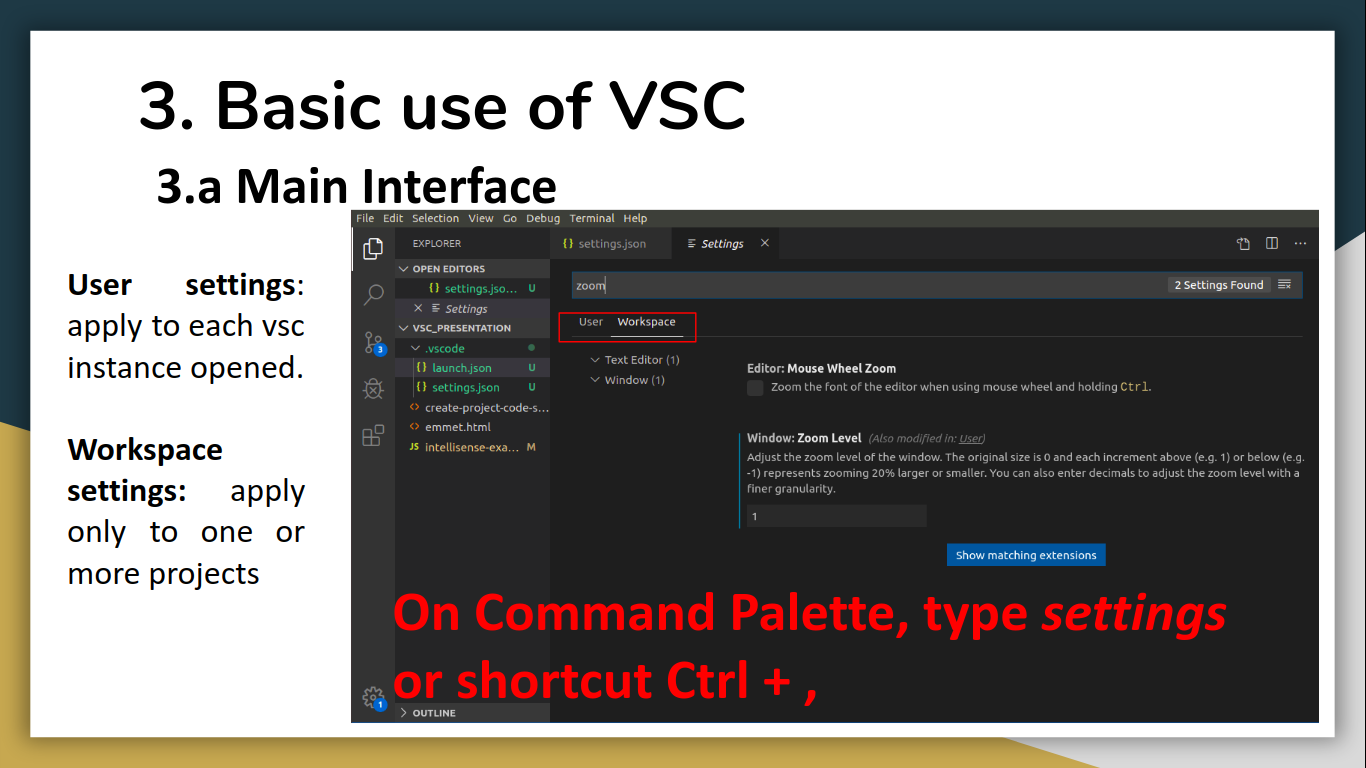 3. Basic use of VSC
3.a Main Interface
User settings:
apply to each vsc
instance opened.
Workspace
settings: apply
only to one or
more projects
File Edit Selection View Go Debug Terminal Help
EXPLORER
{} settings.json
Settings
OPEN EDITORS
{} settings.jso... U
Settings
VSC_PRESENTATION
.vscode
{} launch.json U
{} settings.json U
<> create-project-code-s...
<> emmet.html
JS intellisense-exa... M
3
1
OUTLINE
zoom
2 Settings Found
User Workspace
Text Editor (1)
Window (1)
Editor: Mouse Wheel Zoom
Zoom the font of the editor when using mouse wheel and holding Ctrl.
Window: Zoom Level (Also modified in: User)
Adjust the zoom level of the window. The original size is 0 and each increment above (e.g. 1) or below (e.g.
-1) represents zooming 20% larger or smaller. You can also enter decimals to adjust the zoom level with a
finer granularity.
1
Show matching extensions
On Command Palette, type settings
or shortcut Ctrl + ,